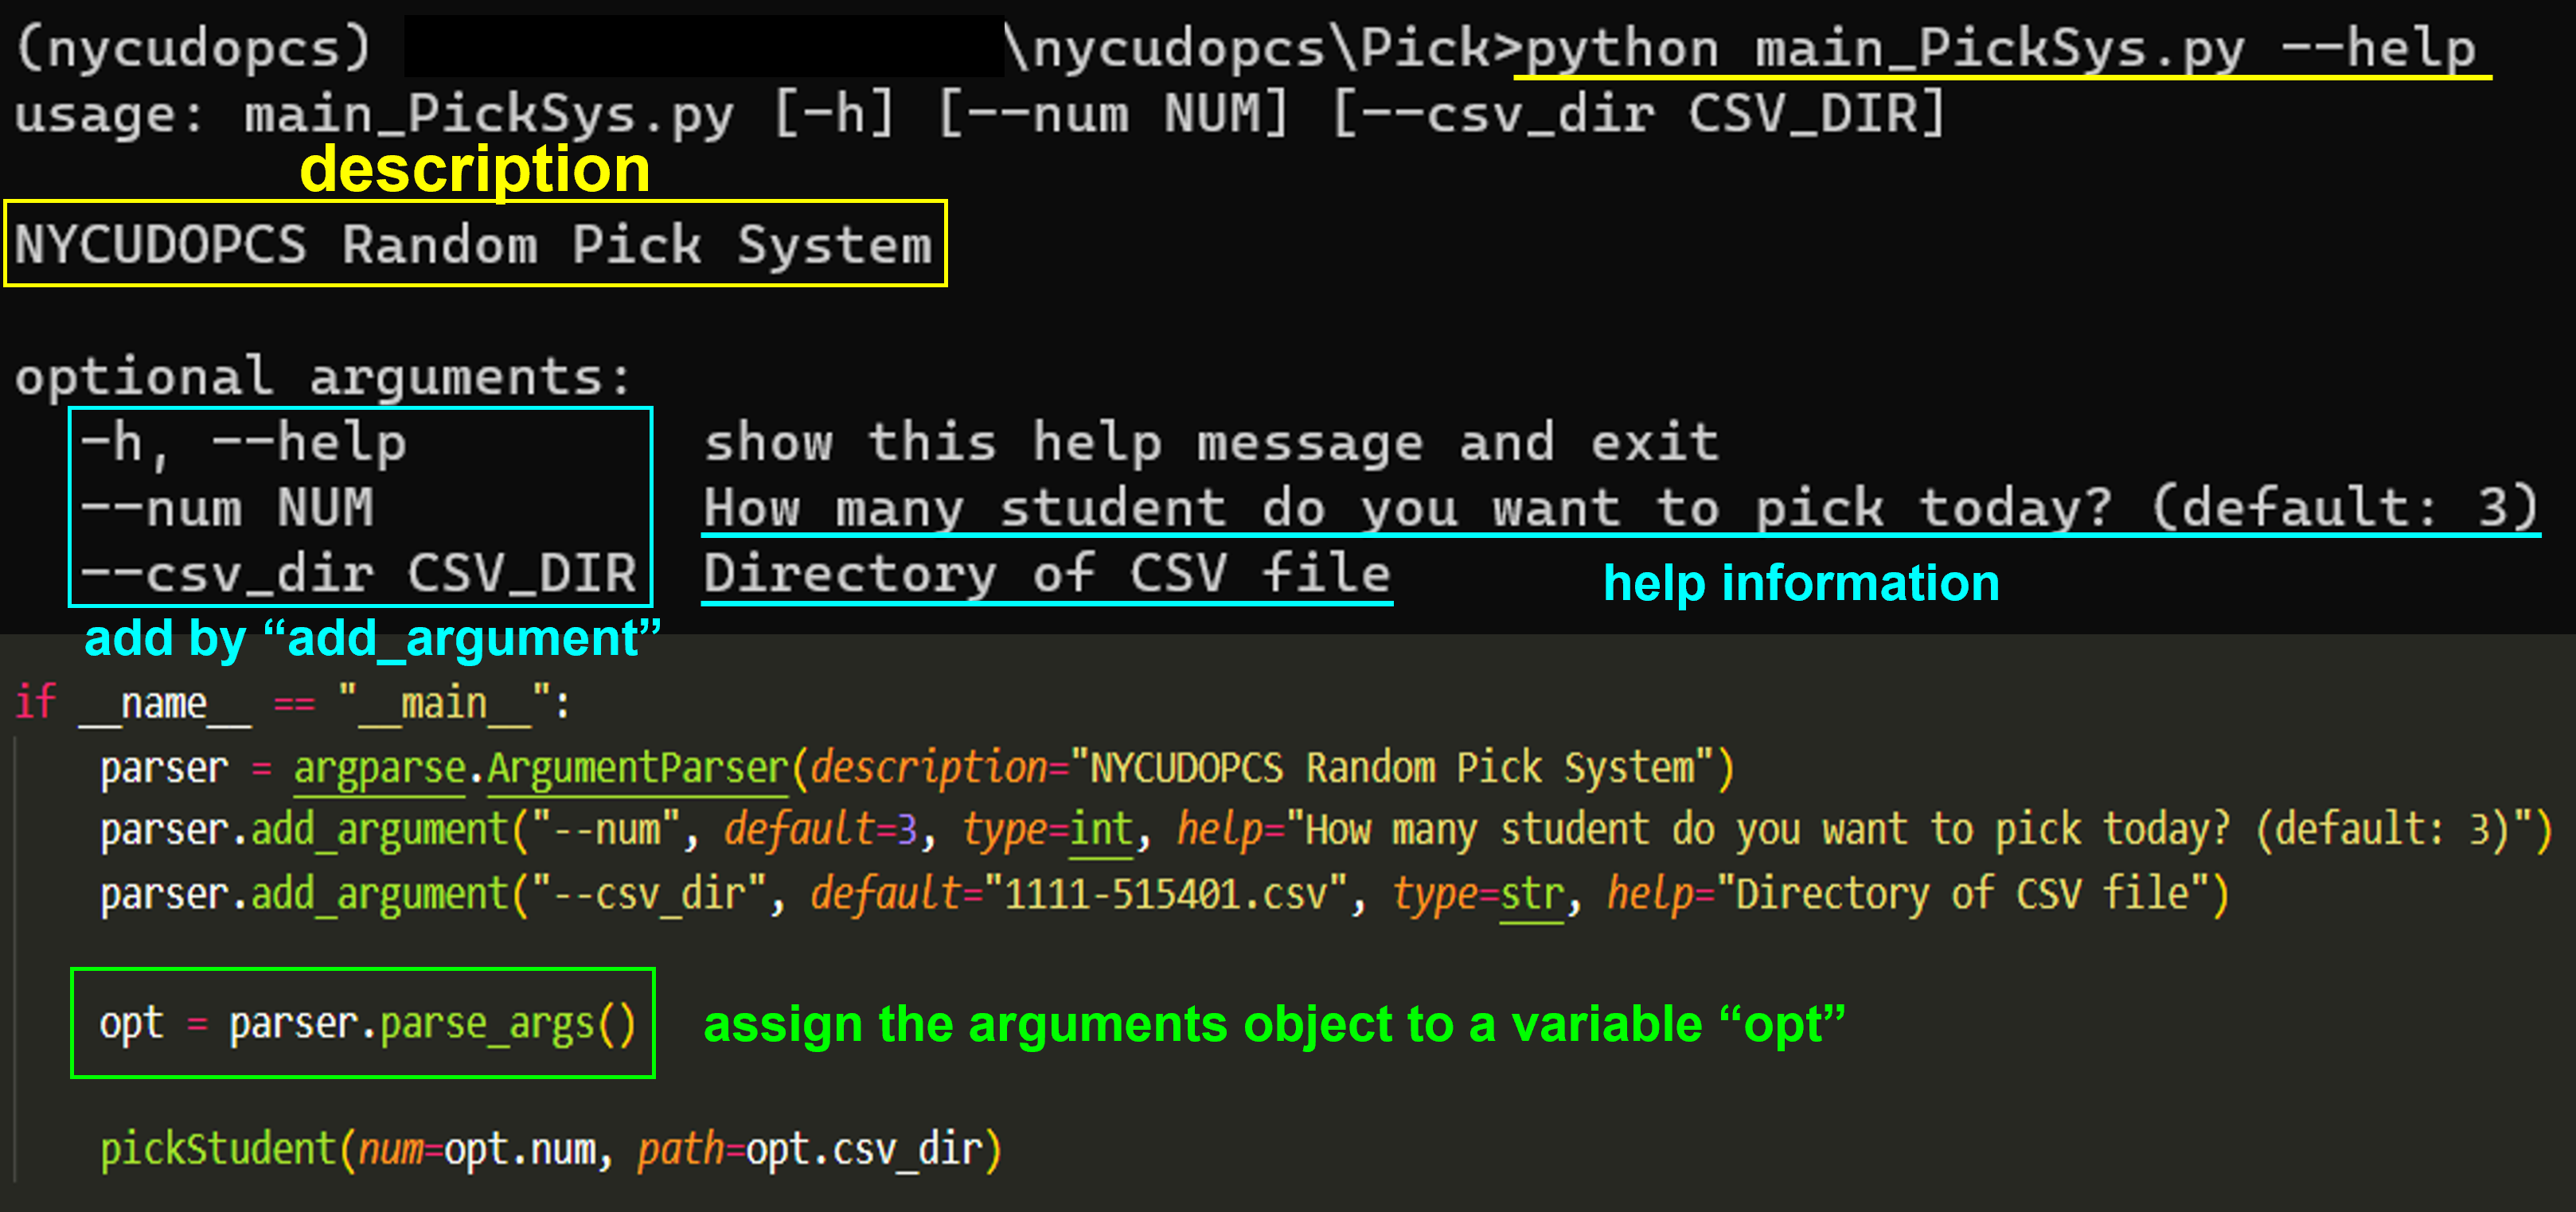 (nycudopcs) \nycudopcs\Pick>python main_PickSys.py --help
usage: main_PickSys.py [-h] [--num NUM] [--csv_dir CSV_DIR]
description
NYCUDOPCS Random Pick System
optional arguments:
-h, --help show this help message and exit
--num NUM How many student do you want to pick today? (default: 3)
--csv_dir CSV_DIR Directory of CSV file
help information
add by “add_argument”
if __name__ == "__main__":
parser = argparse.ArgumentParser(description="NYCUDOPCS Random Pick System")
parser.add_argument("--num", default=3, type=int, help="How many student do you want to pick today? (default: 3)")
parser.add_argument("--csv_dir", default="1111-515401.csv", type=str, help="Directory of CSV file")
opt = parser.parse_args()
assign the arguments object to a variable “opt”
pickStudent(num=opt.num, path=opt.csv_dir)